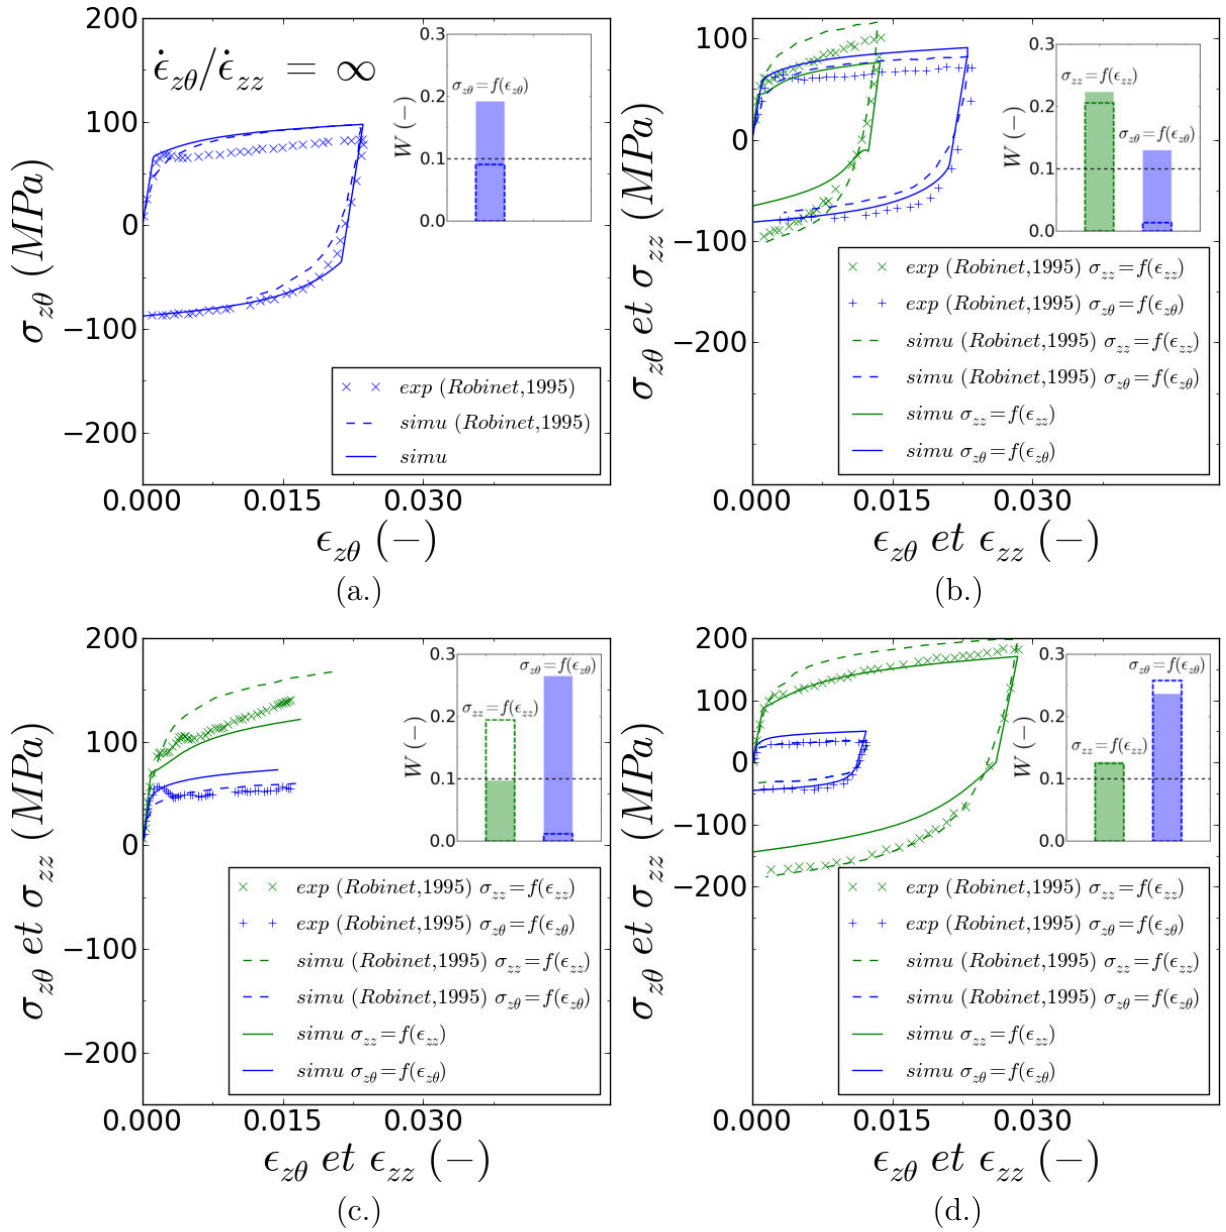 200
100
0
−100
−200
σzθ (MPa)
ϵ̇zθ/ϵ̇zz = ∞
0.3
0.2
0.1
0.0
W (−)
σzθ=f(ϵzθ)
× × exp (Robinet,1995)
simu (Robinet,1995)
simu
0.000 0.015 0.030
ϵzθ (−)
(a.)
100
0
−100
−200
σzθ et σzz (MPa)
0.3
0.2
0.1
0.0
W (−)
σzz=f(ϵzz)
σzθ=f(ϵzθ)
× × exp (Robinet,1995) σzz=f(ϵzz)
+ + exp (Robinet,1995) σzθ=f(ϵzθ)
simu (Robinet,1995) σzz=f(ϵzz)
simu (Robinet,1995) σzθ=f(ϵzθ)
simu σzz=f(ϵzz)
simu σzθ=f(ϵzθ)
0.000 0.015 0.030
ϵzθ et ϵzz (−)
(b.)
200
100
0
−100
−200
σzθ et σzz (MPa)
0.3
0.2
0.1
0.0
W (−)
σzθ=f(ϵzθ)
σzz=f(ϵzz)
× × exp (Robinet,1995) σzz=f(ϵzz)
+ + exp (Robinet,1995) σzθ=f(ϵzθ)
simu (Robinet,1995) σzz=f(ϵzz)
simu (Robinet,1995) σzθ=f(ϵzθ)
simu σzz=f(ϵzz)
simu σzθ=f(ϵzθ)
0.000 0.015 0.030
ϵzθ et ϵzz (−)
(c.)
200
100
0
−100
−200
σzθ et σzz (MPa)
0.3
0.2
0.1
0.0
W (−)
σzθ=f(ϵzθ)
σzz=f(ϵzz)
× × exp (Robinet,1995) σzz=f(ϵzz)
+ + exp (Robinet,1995) σzθ=f(ϵzθ)
simu (Robinet,1995) σzz=f(ϵzz)
simu (Robinet,1995) σzθ=f(ϵzθ)
simu σzz=f(ϵzz)
simu σzθ=f(ϵzθ)
0.000 0.015 0.030
ϵzθ et ϵzz (−)
(d.)